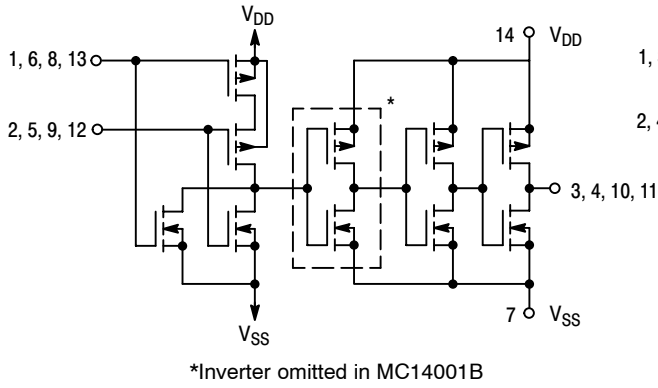 VDD
14 VDD
1, 6, 8, 13
1,
*
2, 5, 9, 12
2, 4
3, 4, 10, 11
7 VSS
VSS
*Inverter omitted in MC14001B